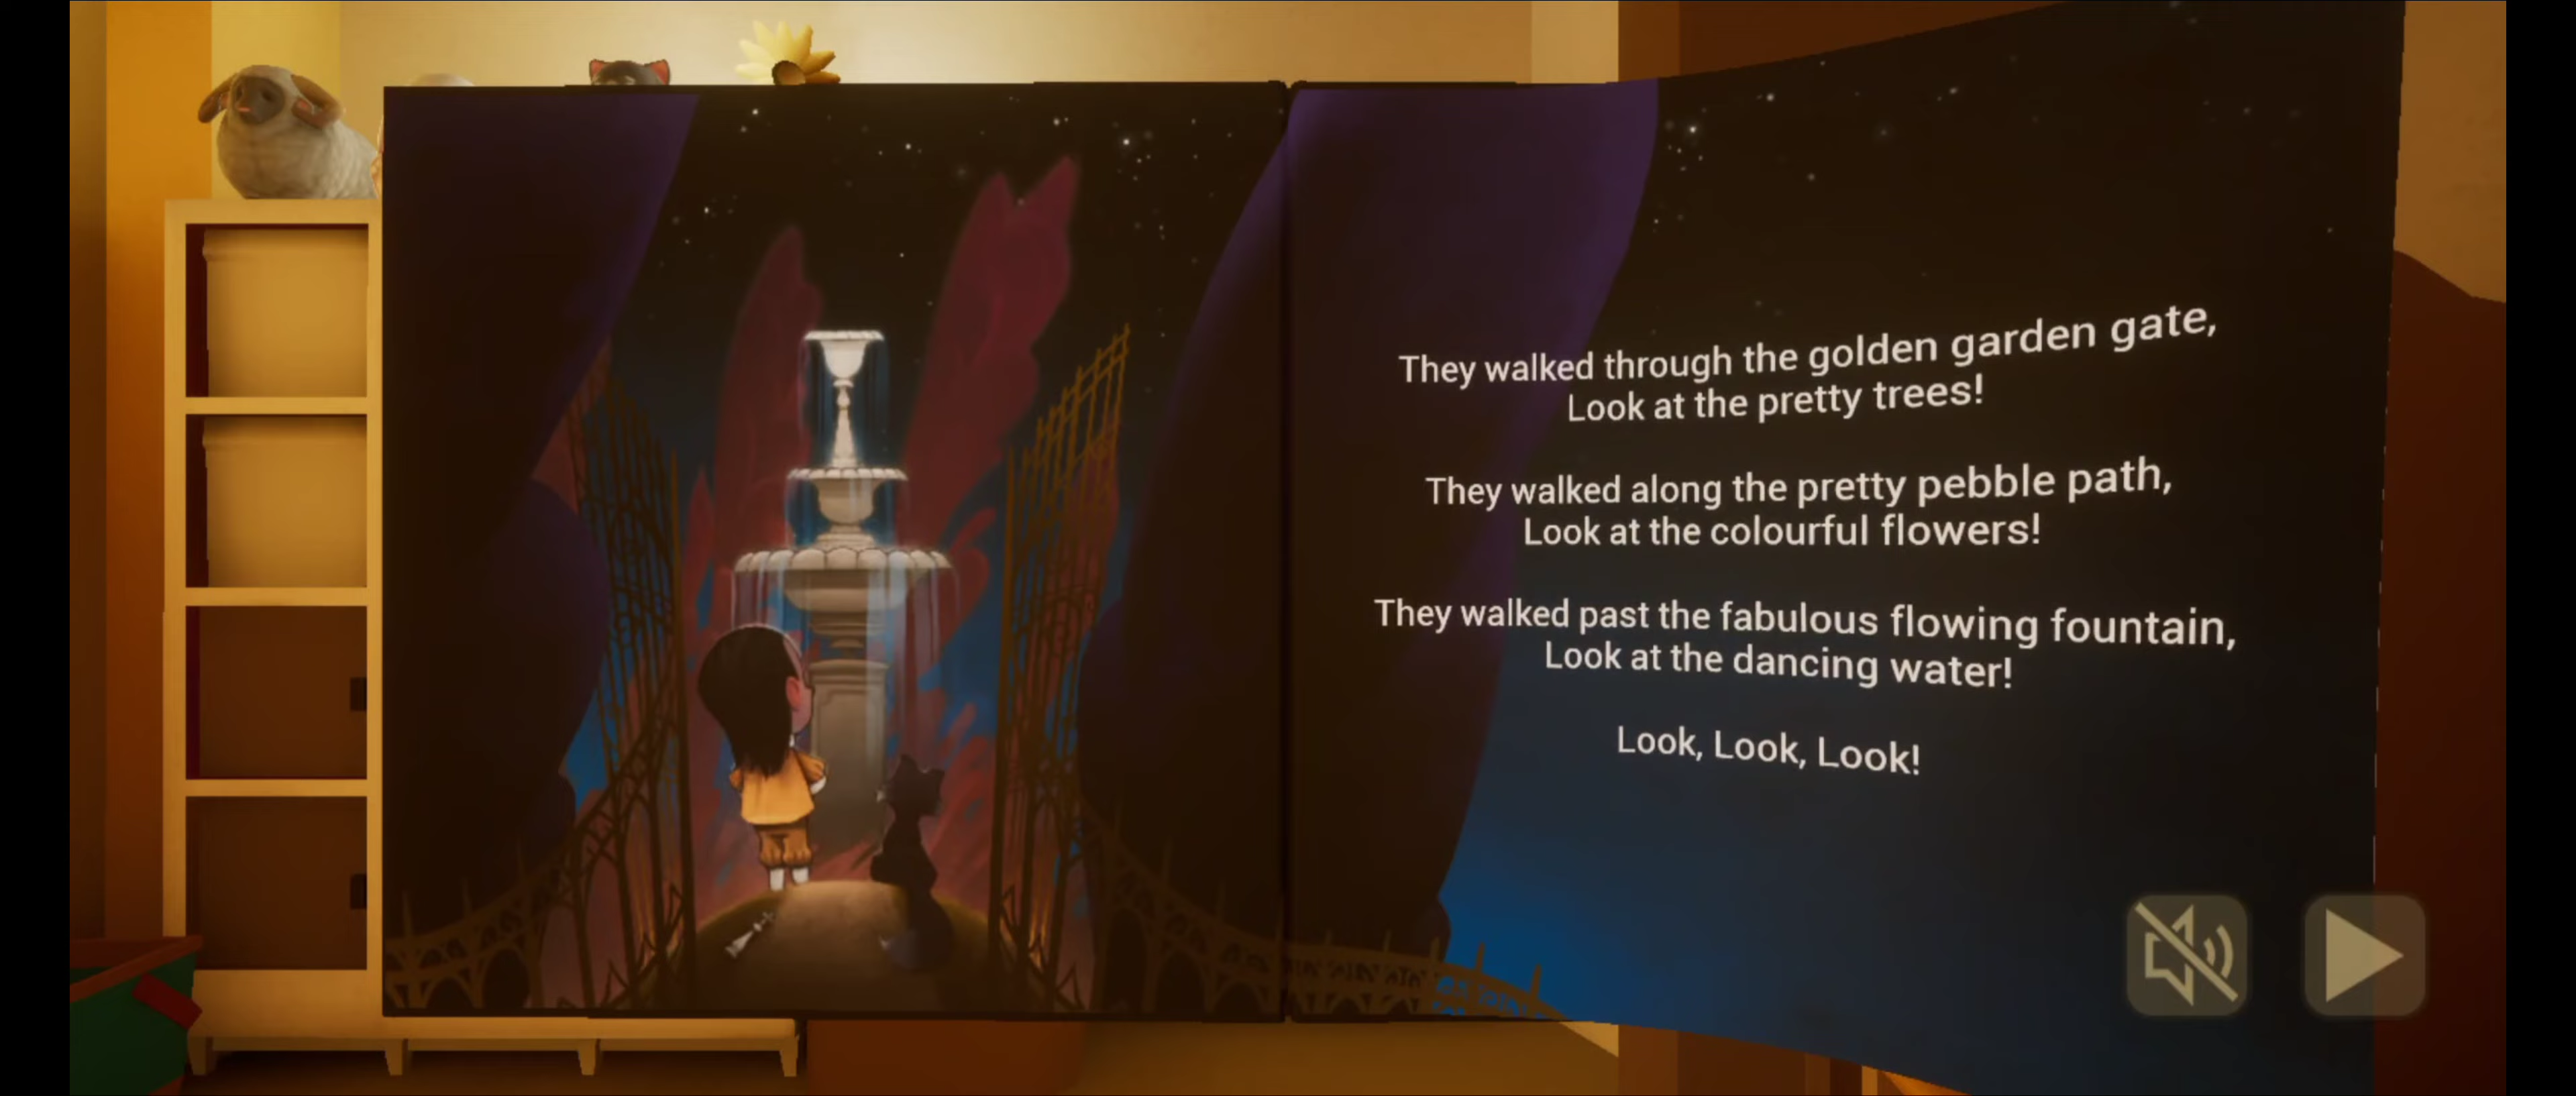 They walked through the golden garden gate,
Look at the pretty trees!
They walked along the pretty pebble path,
Look at the colourful flowers!
They walked past the fabulous flowing fountain,
Look at the dancing water!
Look, Look, Look!